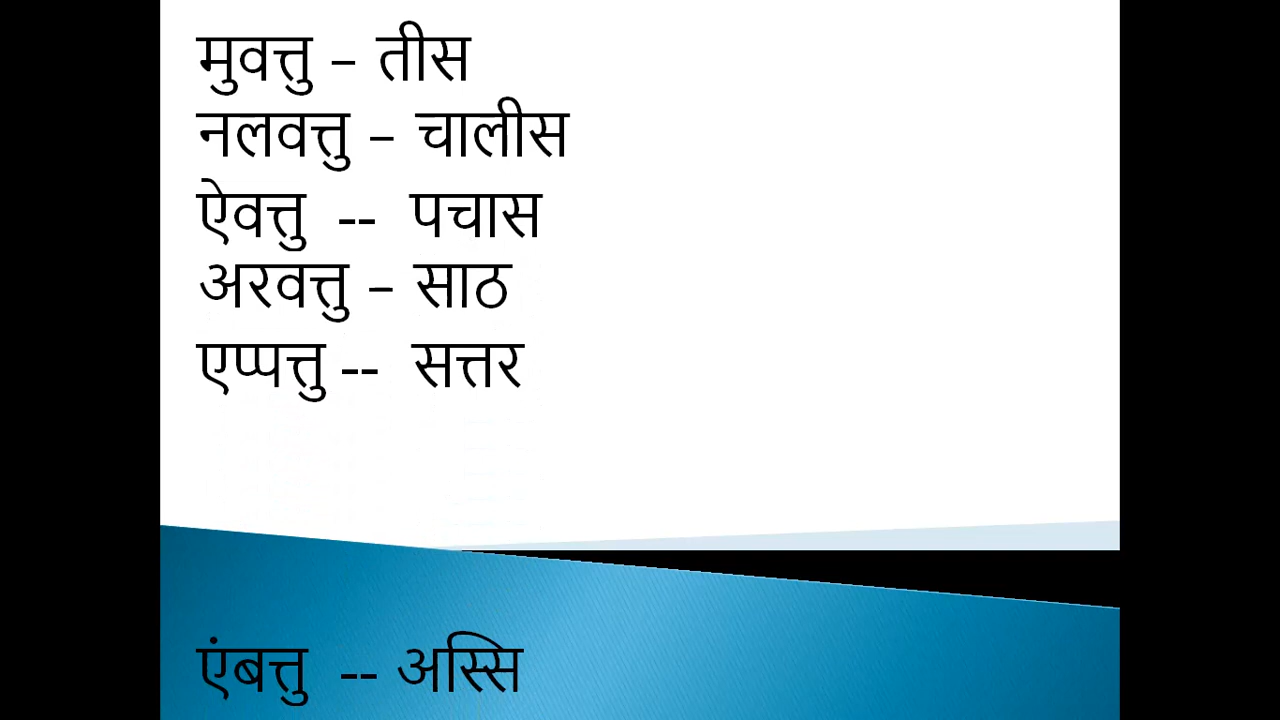 मुवत्तु – तीस
नलवत्तु – चालीस
ऐवत्तु -- पचास
अरवत्तु – साठ
एप्पत्तु -- सत्तर
एंबत्तु -- अस्सि